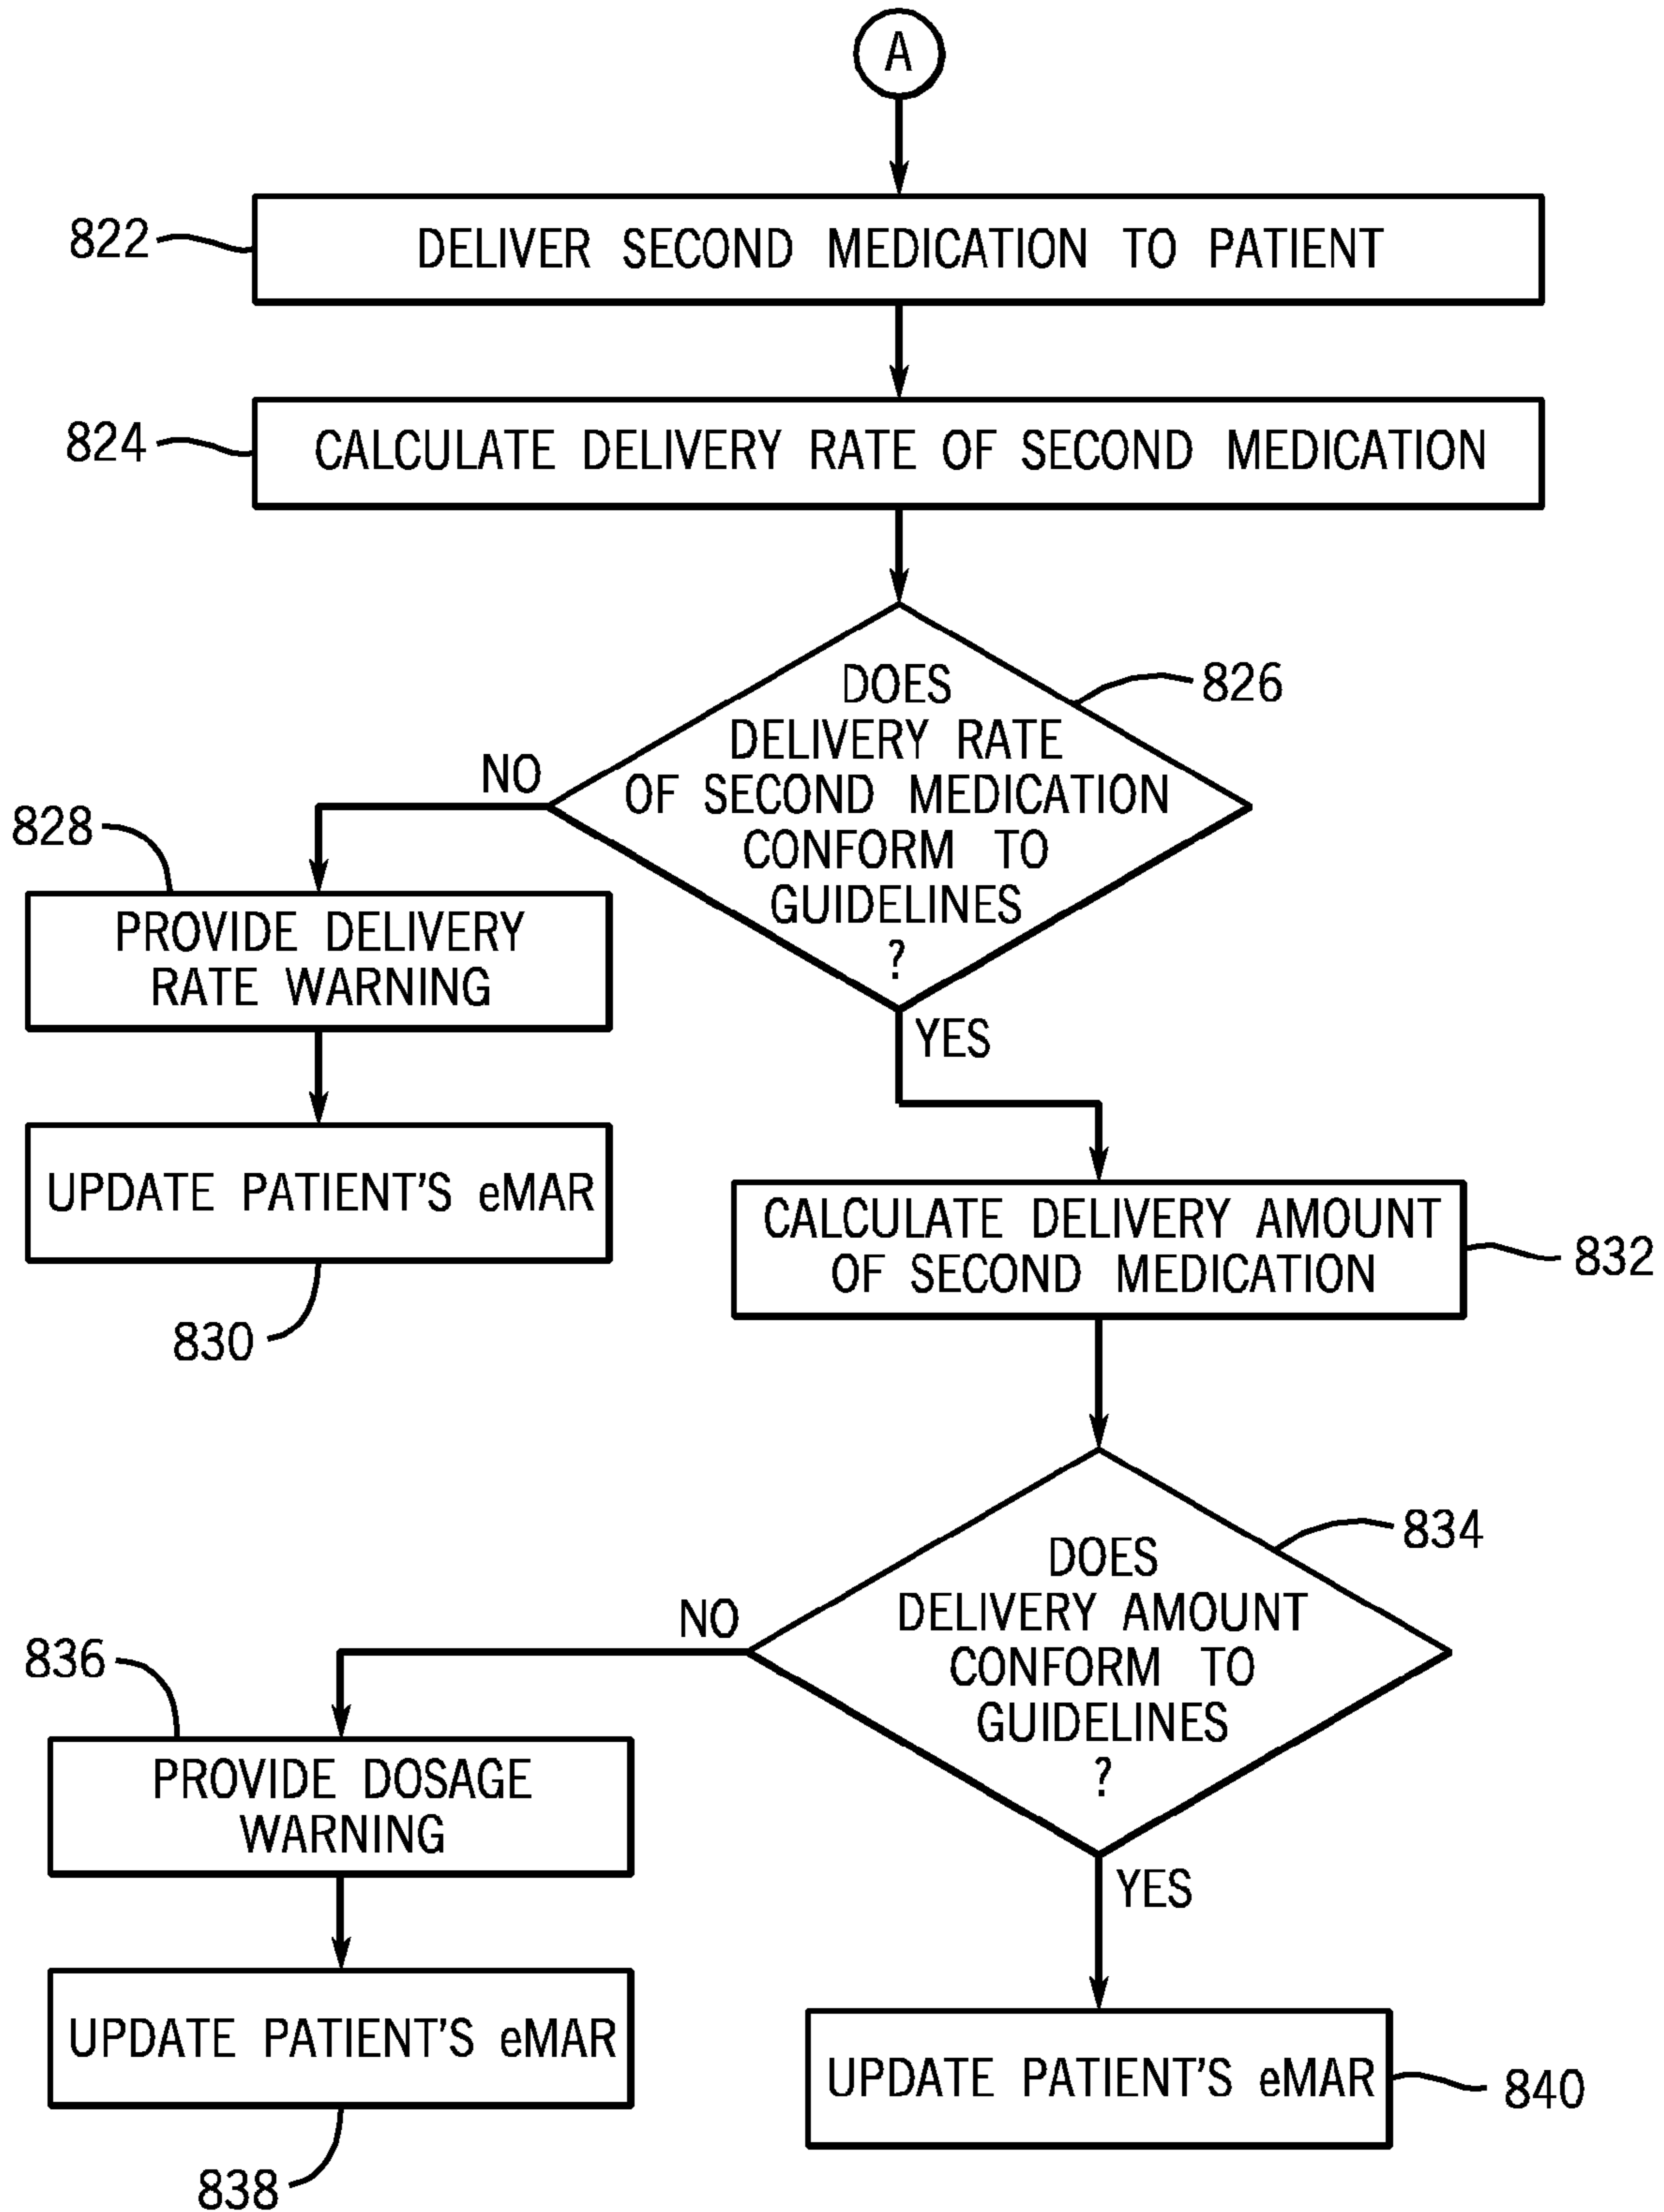 A
822
DELIVER SECOND MEDICATION TO PATIENT
824
CALCULATE DELIVERY RATE OF SECOND MEDICATION
826
DOES
DELIVERY RATE
OF SECOND MEDICATION
CONFORM TO
GUIDELINES
?
NO
YES
828
PROVIDE DELIVERY
RATE WARNING
UPDATE PATIENT'S eMAR
830
CALCULATE DELIVERY AMOUNT
OF SECOND MEDICATION
832
834
DOES
DELIVERY AMOUNT
CONFORM TO
GUIDELINES
?
NO
YES
836
PROVIDE DOSAGE
WARNING
UPDATE PATIENT'S eMAR
838
UPDATE PATIENT'S eMAR
840